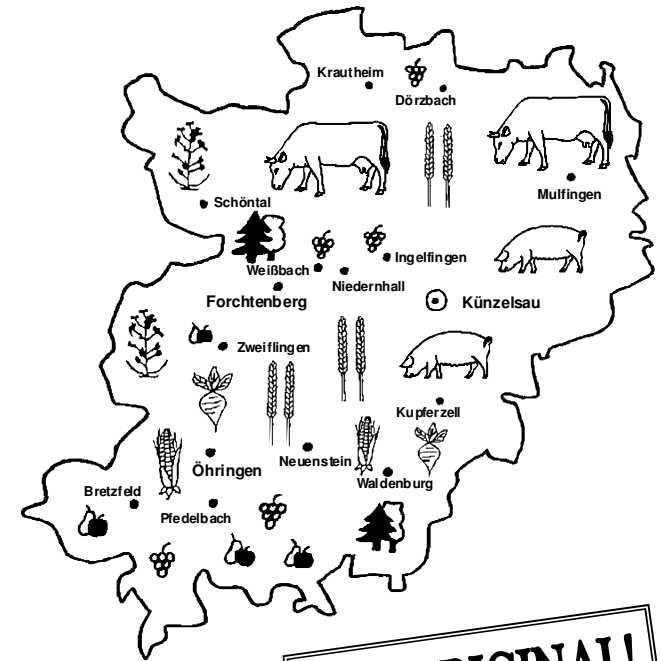 Krautheim
Dörzbach
Mulfingen
Schöntal
Ingelfingen
Weißbach
Niedernhall
Forchtenberg
Künzelsau
Zweiflingen
Kupferzell
Neuenstein
Öhringen
Waldenburg
Bretzfeld
Pfedelbach